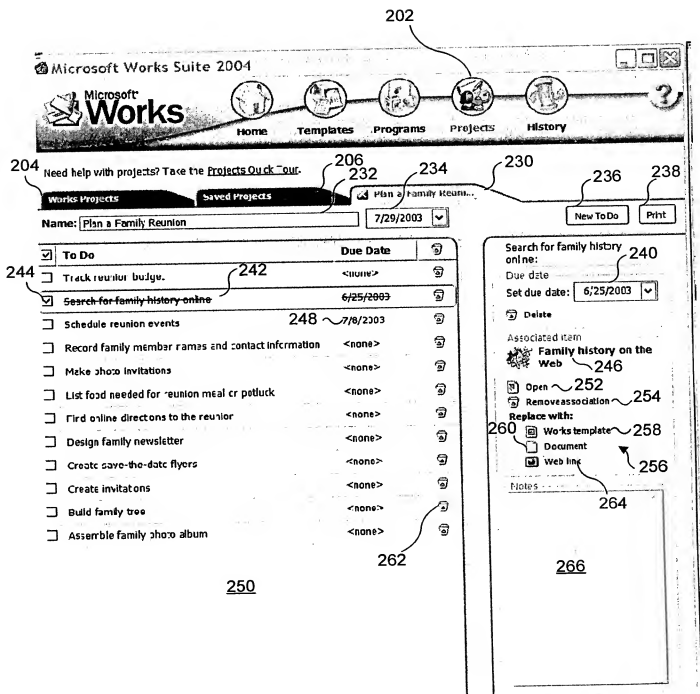 202
Microsoft Works Suite 2004
Microsoft
Works
Home Templates Programs Projects History
?
Need help with projects? Take the Projects Quick Tour.
204 206 232 234 230 236 238
Works Projects Saved Projects Plan a Family Reuni...
Name: Plan a Family Reunion 7/29/2003 New To Do Print
To Do Due Date
Track reunion budget <none>
244 242
Search for family history online 6/25/2003
Schedule reunion events 248 7/8/2003
Record family member names and contact information <none>
Make photo invitations <none>
List food needed for reunion meal or potluck <none>
Find online directions to the reunion <none>
Design family newsletter <none>
Create save-the-date flyers <none>
Create invitations <none>
Build family tree <none>
Assemble family photo album <none>
262
250
Search for family history online:
240
Due date
Set due date: 6/25/2003
Delete
Associated item
Family history on the Web
246
Open 252
Remove association 254
Replace with:
Works template 258
260 Document
Web link 256
264
Notes
266